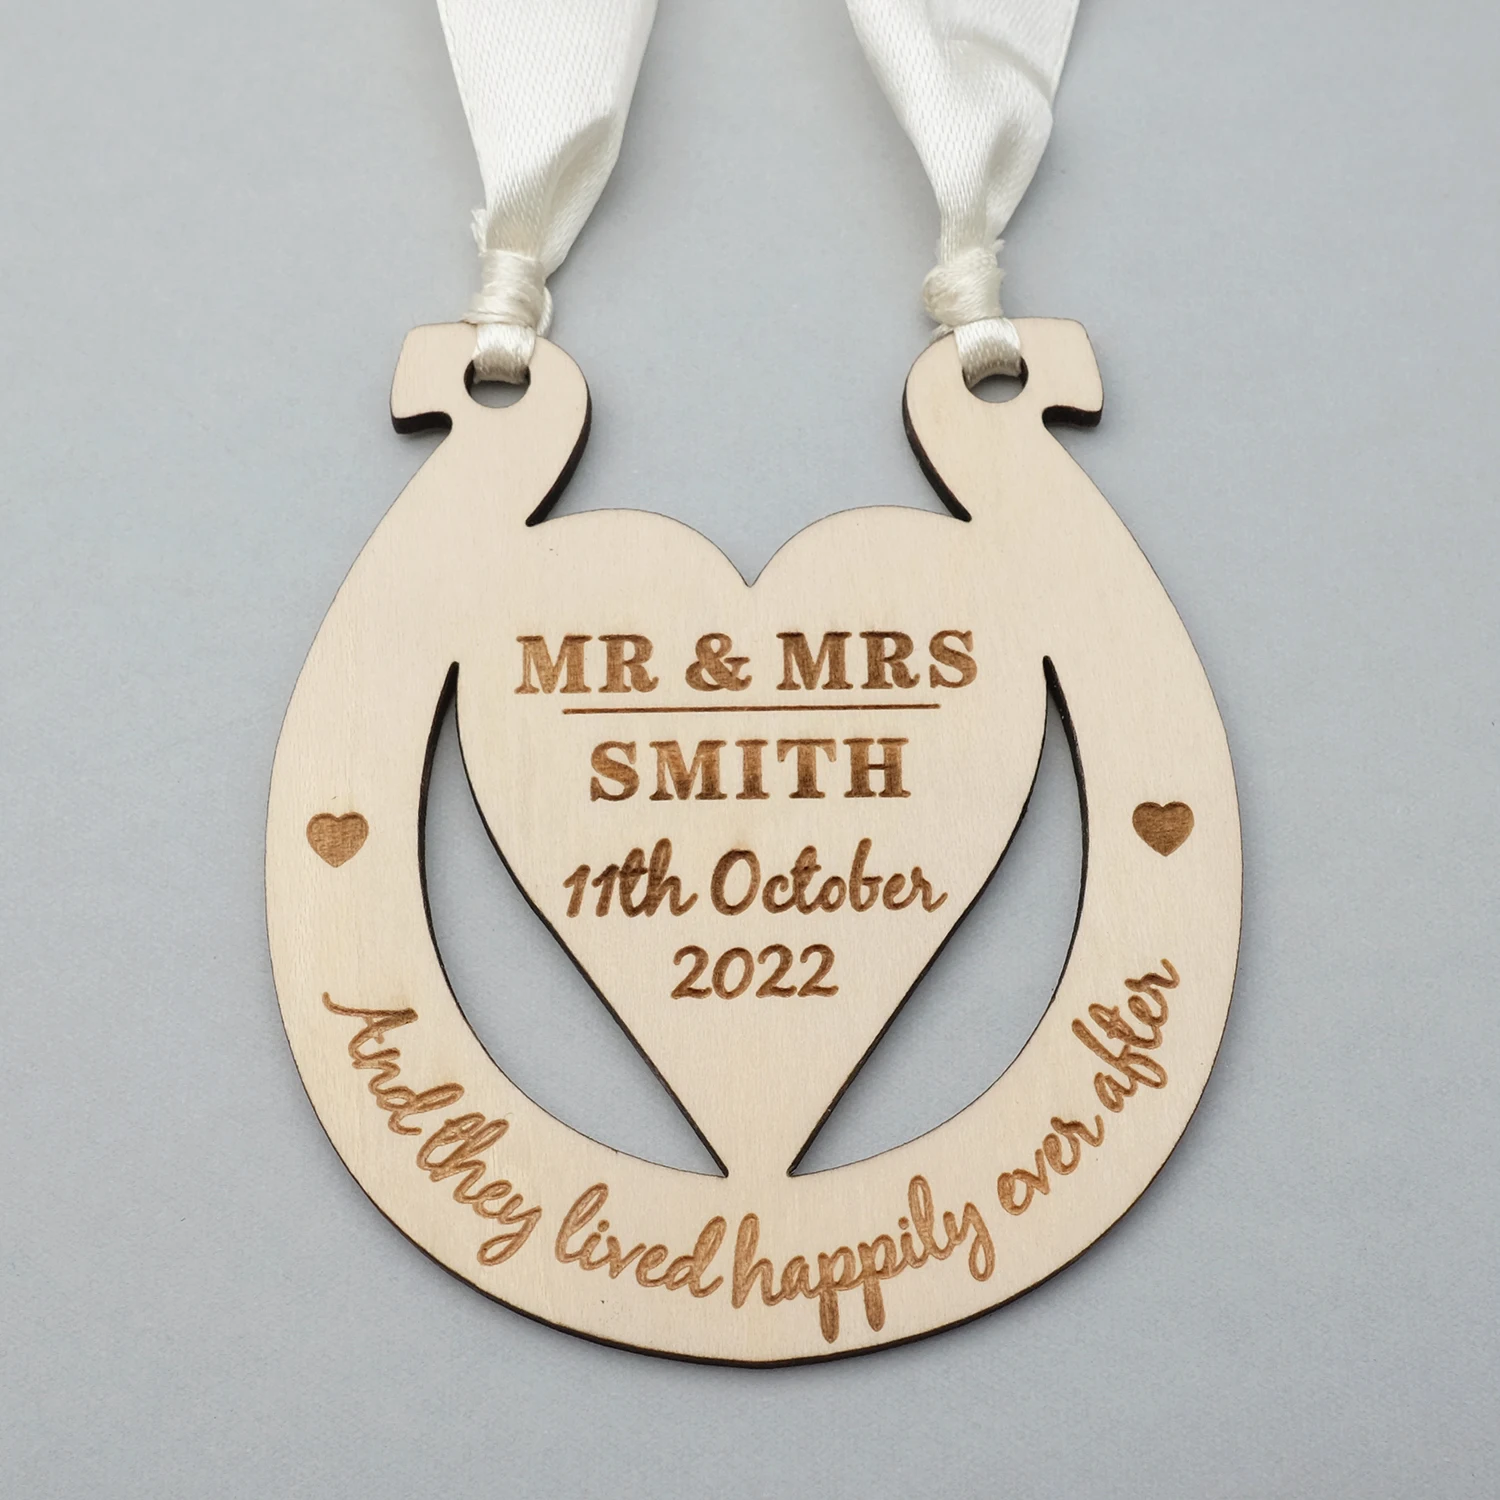 MR & MRS
SMITH
11th October
2022
And they lived happily ever after